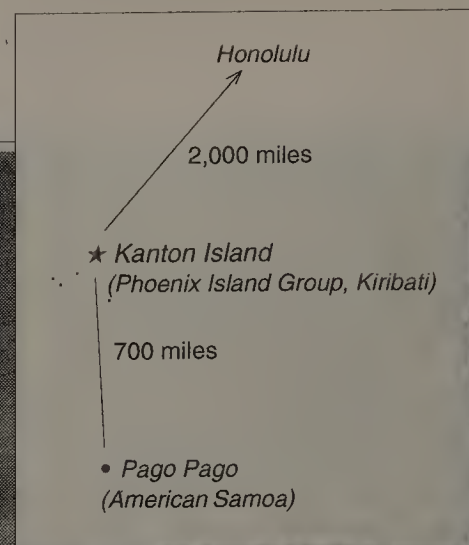 Honolulu
2,000 miles
Kanton Island
(Phoenix Island Group, Kiribati)
700 miles
Pago Pago
(American Samoa)